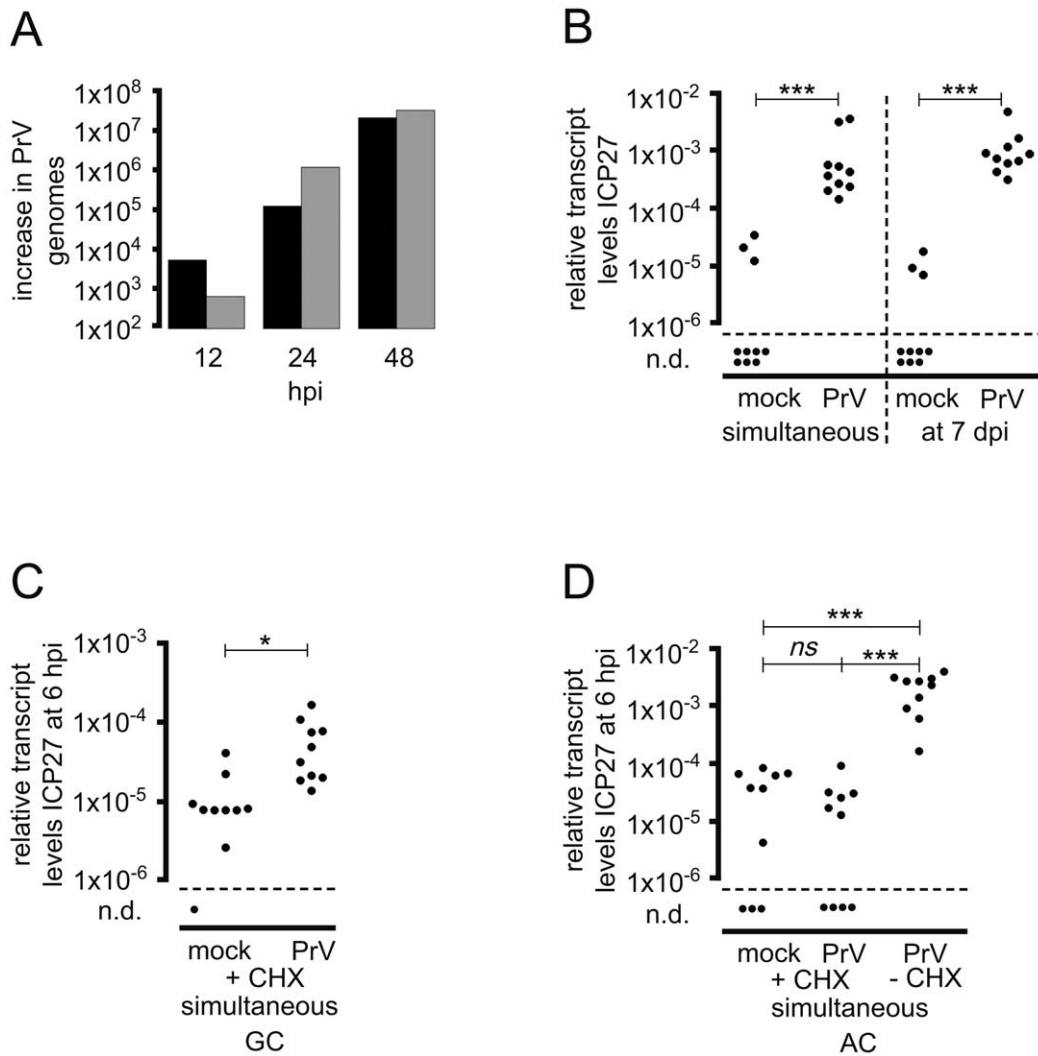 A
increase in PrV
genomes
1x10^8
1x10^7
1x10^6
1x10^5
1x10^4
1x10^3
1x10^2
12 24 48
hpi
B
relative transcript
levels ICP27
1x10^-2
1x10^-3
1x10^-4
1x10^-5
1x10^-6
n.d.
*** ***
mock PrV mock PrV
simultaneous at 7 dpi
C
relative transcript
levels ICP27 at 6 hpi
1x10^-3
1x10^-4
1x10^-5
1x10^-6
n.d.
*
mock PrV
+ CHX
simultaneous
GC
D
relative transcript
levels ICP27 at 6 hpi
1x10^-2
1x10^-3
1x10^-4
1x10^-5
1x10^-6
n.d.
***
ns ***
mock PrV PrV
+ CHX - CHX
simultaneous
AC